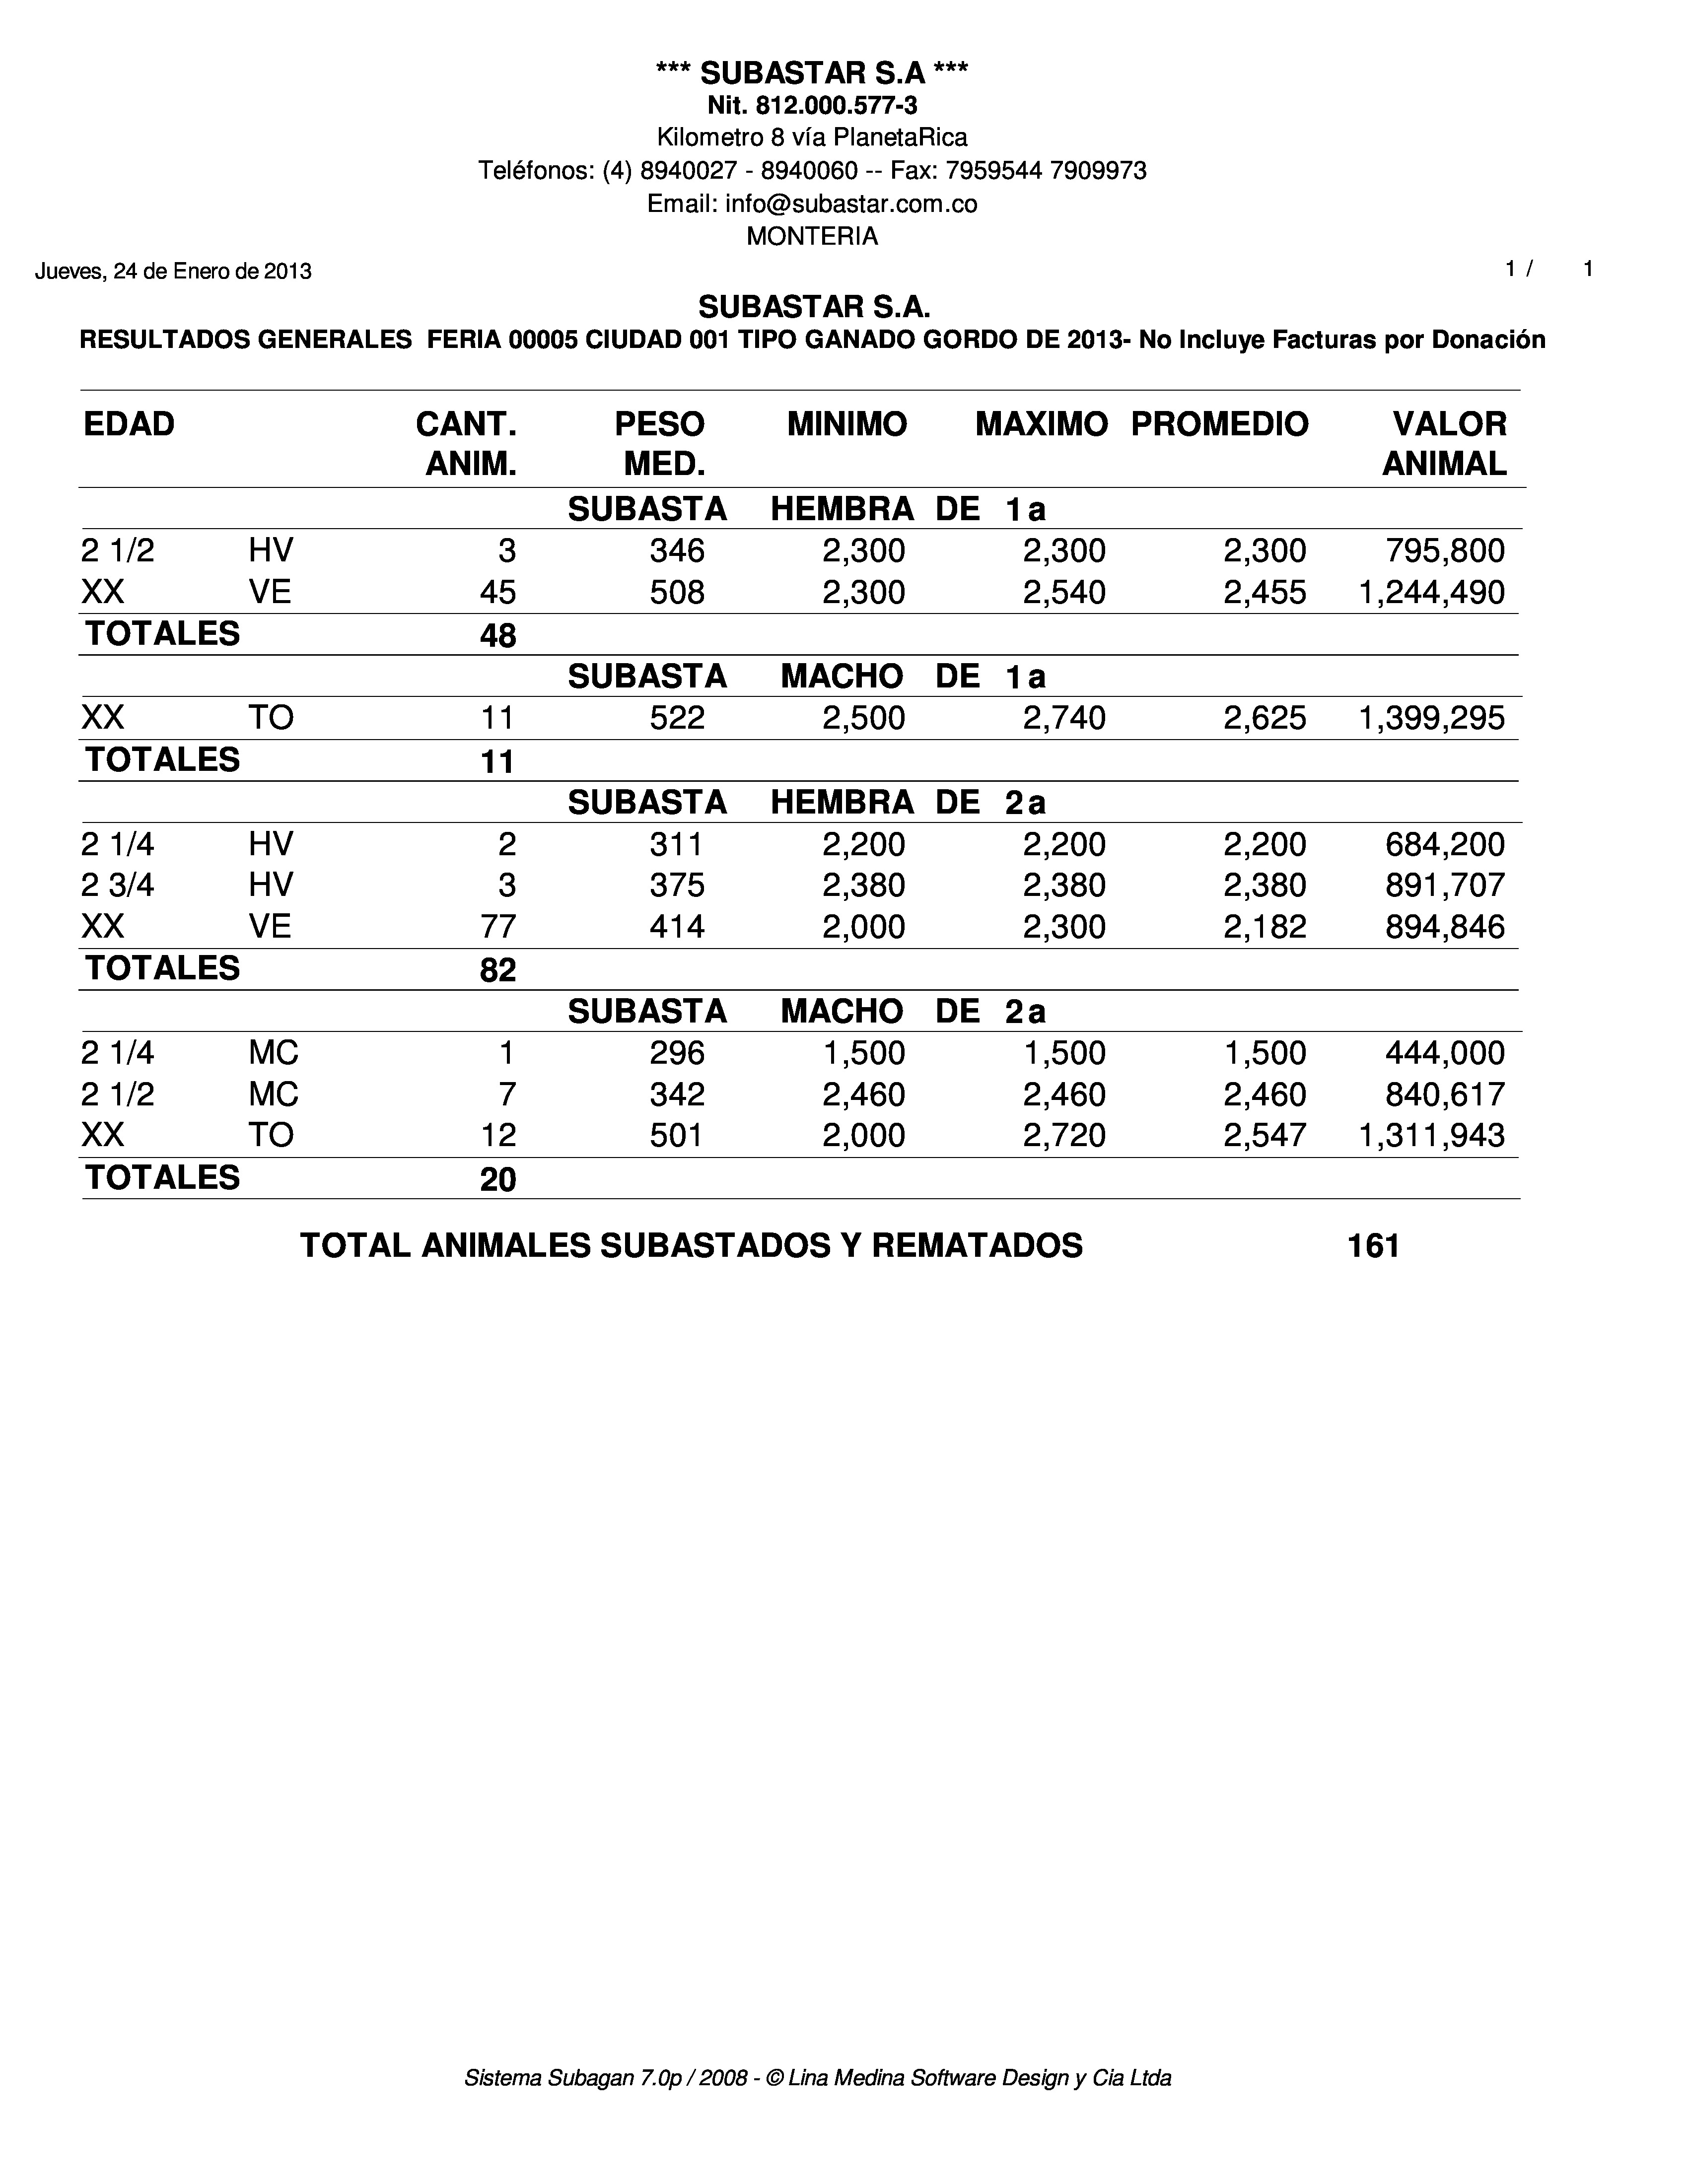 *** SUBASTAR S.A ***
Nit. 812.000.577-3
Kilometro 8 vía PlanetaRica
Teléfonos: (4) 8940027 - 8940060 -- Fax: 7959544 7909973
Email: info@subastar.com.co
MONTERIA
Jueves, 24 de Enero de 2013 1 / 1
SUBASTAR S.A.
RESULTADOS GENERALES FERIA 00005 CIUDAD 001 TIPO GANADO GORDO DE 2013- No Incluye Facturas por Donación
EDAD CANT. PESO MINIMO MAXIMO PROMEDIO VALOR
ANIM. MED. ANIMAL
SUBASTA HEMBRA DE 1a
2 1/2 HV 3 346 2,300 2,300 2,300 795,800
XX VE 45 508 2,300 2,540 2,455 1,244,490
TOTALES 48
SUBASTA MACHO DE 1a
XX TO 11 522 2,500 2,740 2,625 1,399,295
TOTALES 11
SUBASTA HEMBRA DE 2a
2 1/4 HV 2 311 2,200 2,200 2,200 684,200
2 3/4 HV 3 375 2,380 2,380 2,380 891,707
XX VE 77 414 2,000 2,300 2,182 894,846
TOTALES 82
SUBASTA MACHO DE 2a
2 1/4 MC 1 296 1,500 1,500 1,500 444,000
2 1/2 MC 7 342 2,460 2,460 2,460 840,617
XX TO 12 501 2,000 2,720 2,547 1,311,943
TOTALES 20
TOTAL ANIMALES SUBASTADOS Y REMATADOS 161
Sistema Subagan 7.0p / 2008 - © Lina Medina Software Design y Cia Ltda